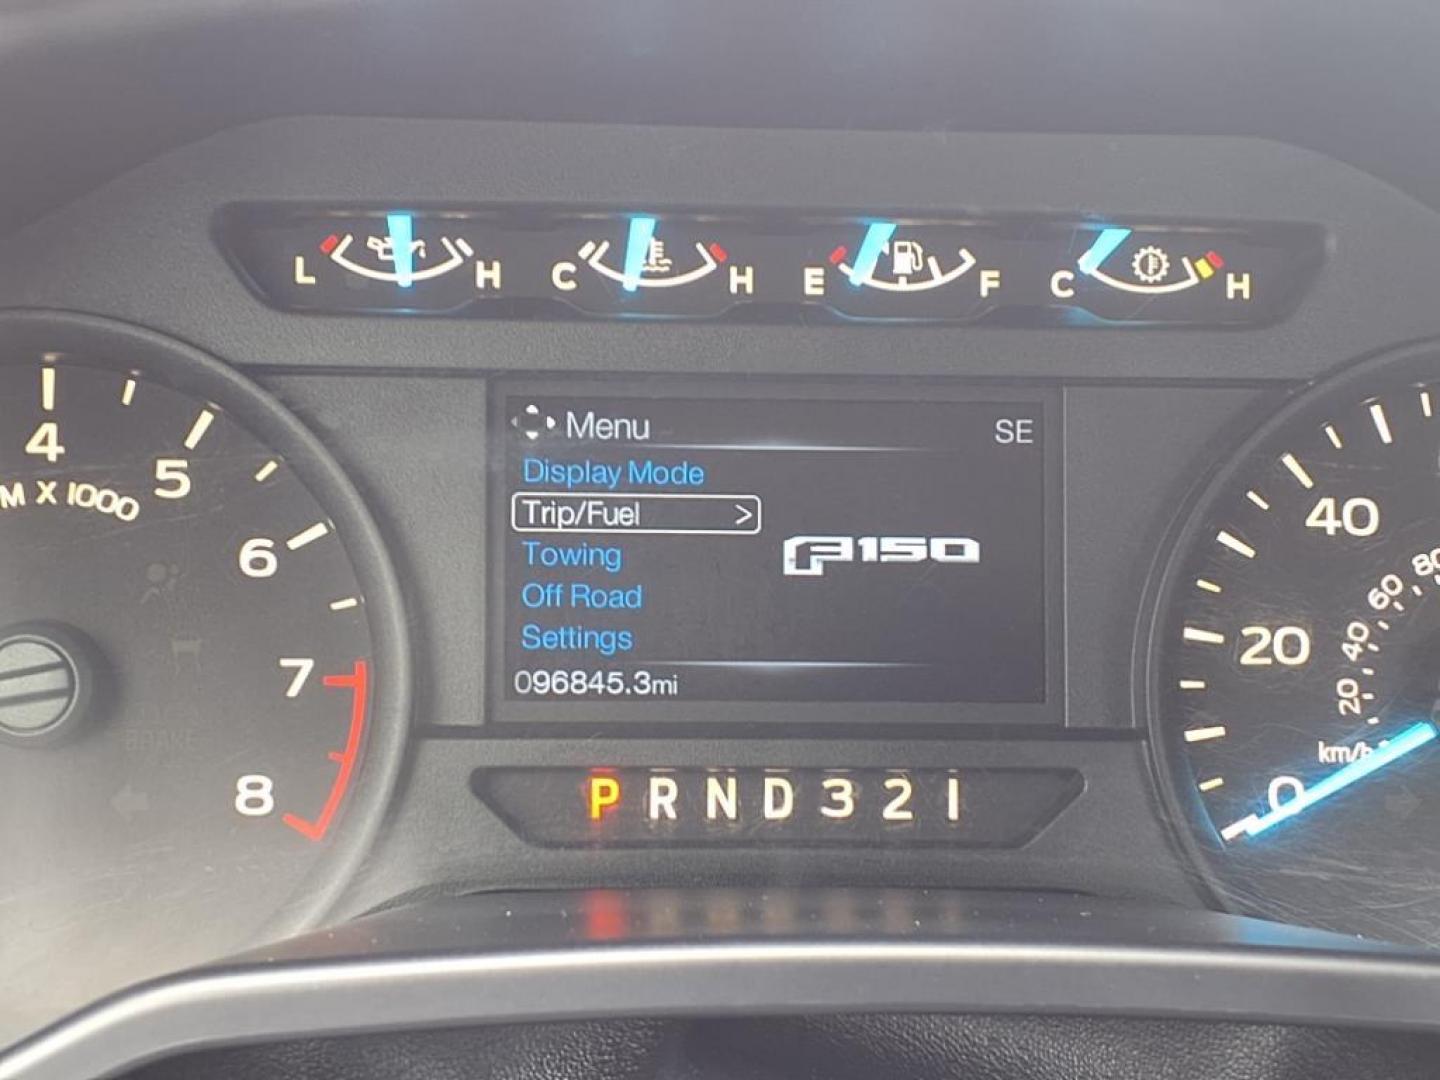 L H C H E F C H
Menu
SE
Display Mode
Trip/Fuel >
Towing
F150
Off Road
Settings
096845.3mi
P R N D 3 2 1
4 5 6 7 8
M X 1000
0 20 40
20 40 60 80
km/h
BRAKE